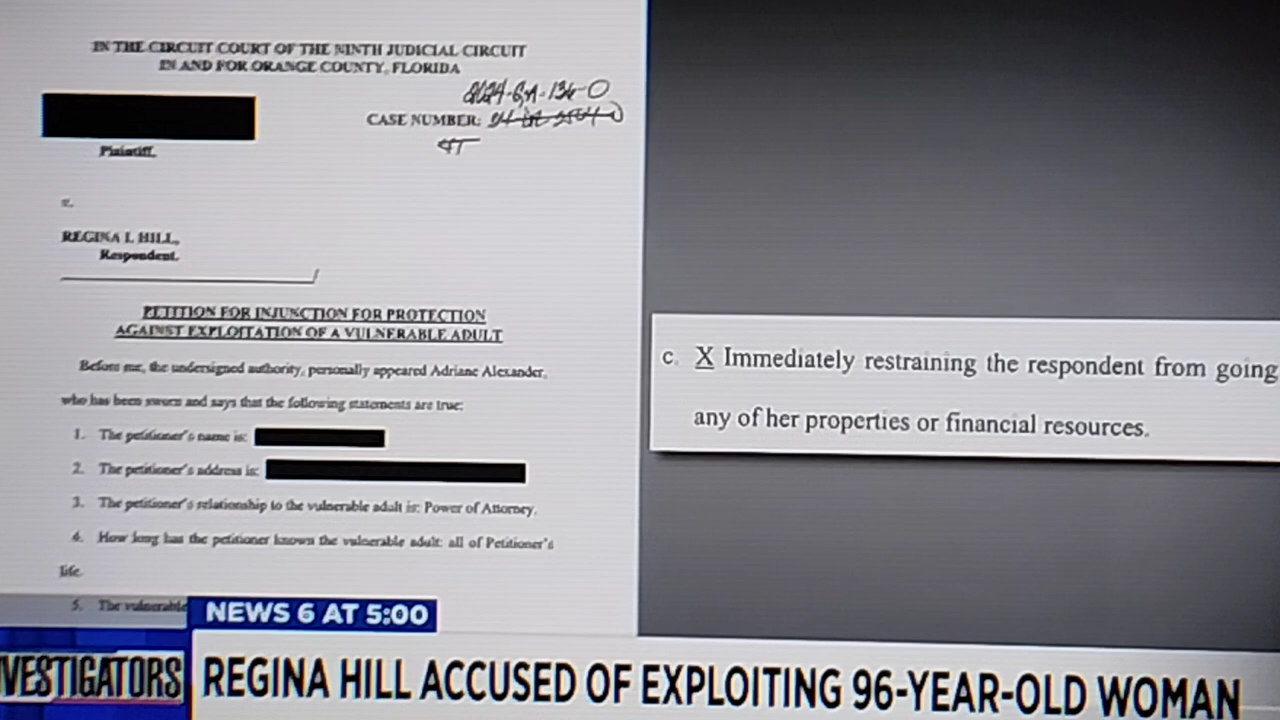 IN THE CIRCUIT COURT OF THE NINTH JUDICIAL CIRCUIT
IN AND FOR ORANGE COUNTY, FLORIDA
CASE NUMBER:
Plaintiff,
v.
REGINA I. HILL,
Respondent.
PETITION FOR INJUNCTION FOR PROTECTION
AGAINST EXPLOITATION OF A VULNERABLE ADULT
Before me, the undersigned authority, personally appeared Adriane Alexander,
who has been sworn and says that the following statements are true:
1. The petitioner's name is:
2. The petitioner's address is:
3. The petitioner's relationship to the vulnerable adult is: Power of Attorney.
4. How long has the petitioner known the vulnerable adult: all of Petitioner's
life.
5. The vulnerable
c. X Immediately restraining the respondent from going
any of her properties or financial resources.
NEWS 6 AT 5:00
VESTIGATORS
REGINA HILL ACCUSED OF EXPLOITING 96-YEAR-OLD WOMAN